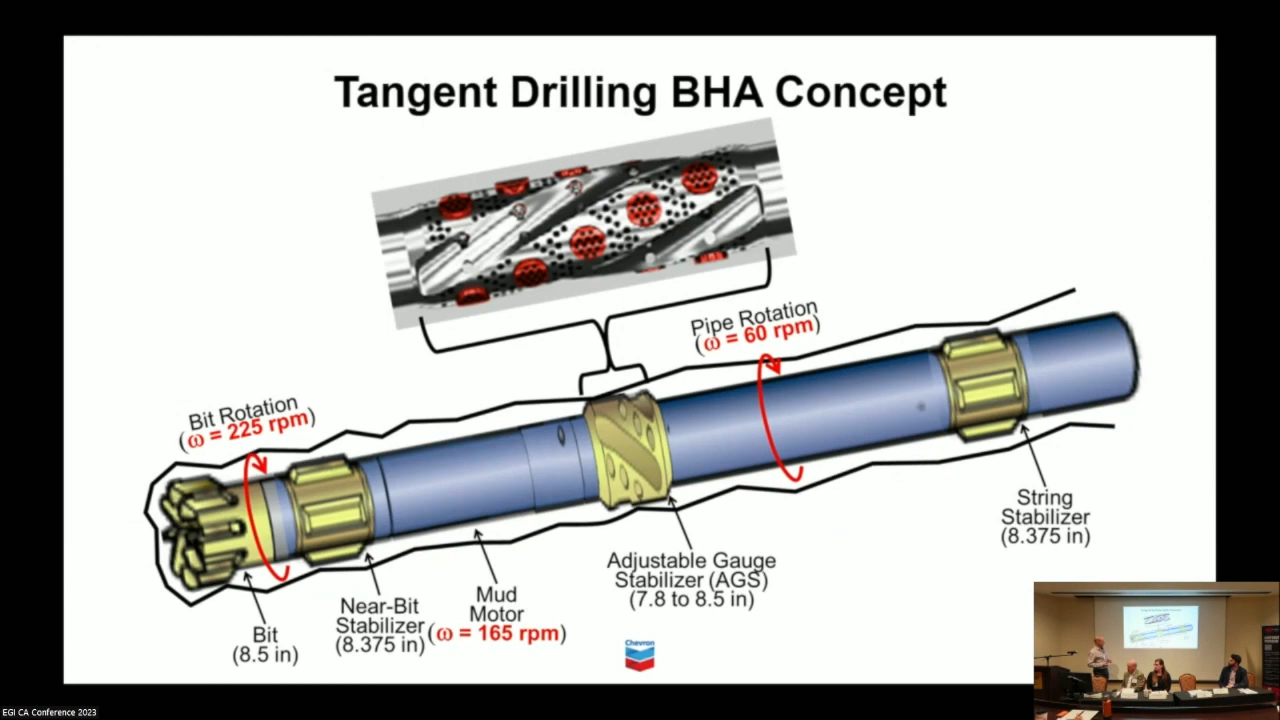 Tangent Drilling BHA Concept
Pipe Rotation
(ω = 60 rpm)
Bit Rotation
(ω = 225 rpm)
String
Stabilizer
(8.375 in)
Adjustable Gauge
Stabilizer (AGS)
(7.8 to 8.5 in)
Mud
Motor
(ω = 165 rpm)
Near-Bit
Stabilizer
(8.375 in)
Bit
(8.5 in)
Chevron
EGI CA Conference 2023